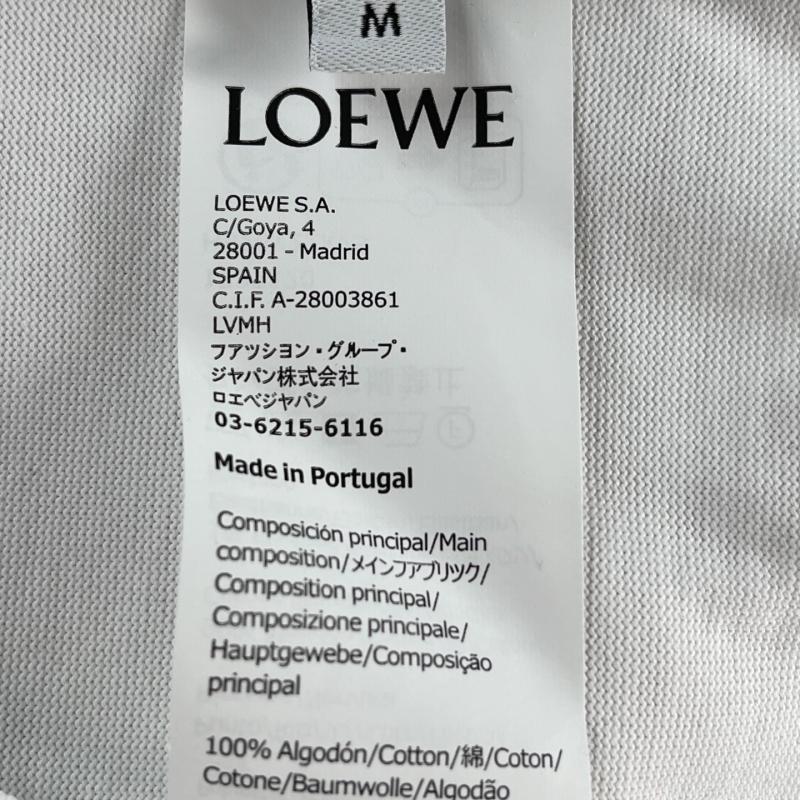 M
LOEWE
LOEWE S.A.
C/Goya, 4
28001 - Madrid
SPAIN
C.I.F. A-28003861
LVMH
ファツション・グループ・
ジャパン株式会社
ロエベジャパン
03-6215-6116
Made in Portugal
Composición principal/Main
composition/メインファブリック/
Composition principal/
Composizione principale/
Hauptgewebe/Composição
principal
100% Algodón/Cotton/綿/Coton/
Cotone/Baumwolle/Algodão